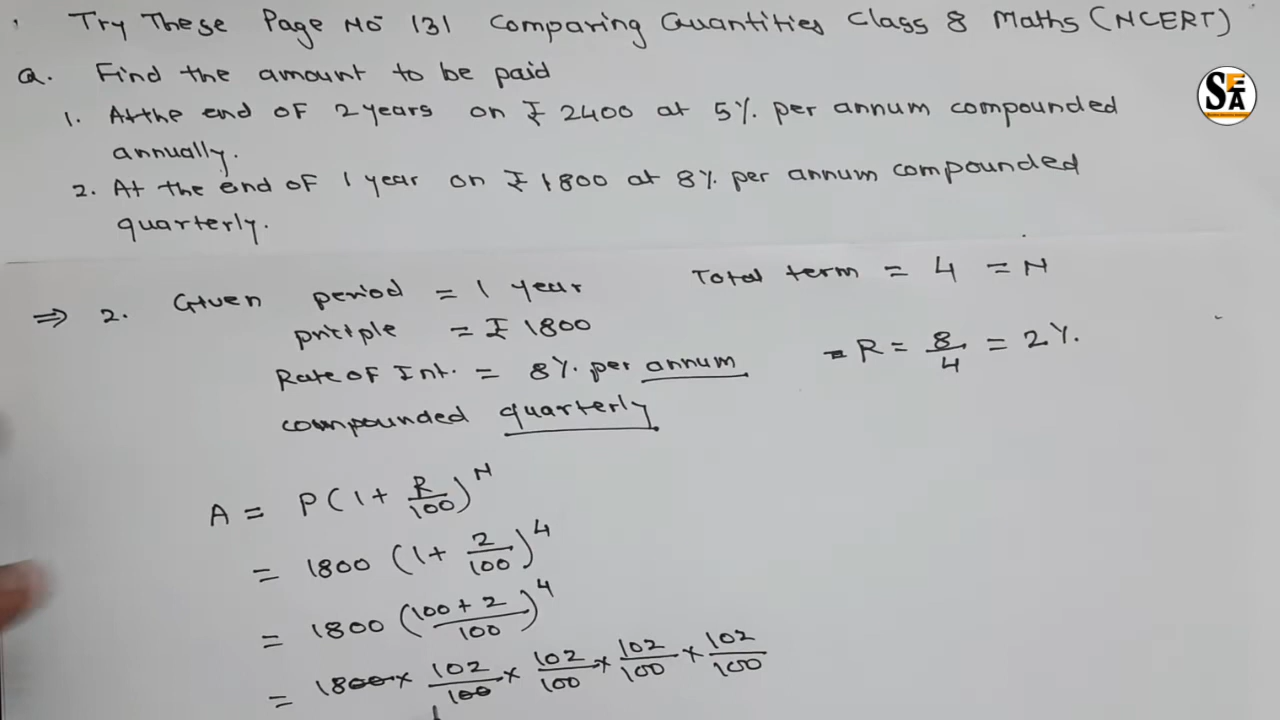 Try These Page No 131 Comparing Quantities Class 8 Maths (NCERT)
Q. Find the amount to be paid
1. At the end of 2 years on ₹ 2400 at 5% per annum compounded
annually.
2. At the end of 1 year on ₹ 1800 at 8% per annum compounded
quarterly.
SFTA
⇒ 2. Given period = 1 year Total term = 4 = N
priciple = ₹ 1800
Rate of Int. = 8% per annum - R = 8/4 = 2%.
compounded quarterly
A = P(1 + R/100)^N
= 1800 (1 + 2/100)^4
= 1800 (100 + 2/100)^4
= 1800 × 102/100 × 102/100 × 102/100 × 102/100